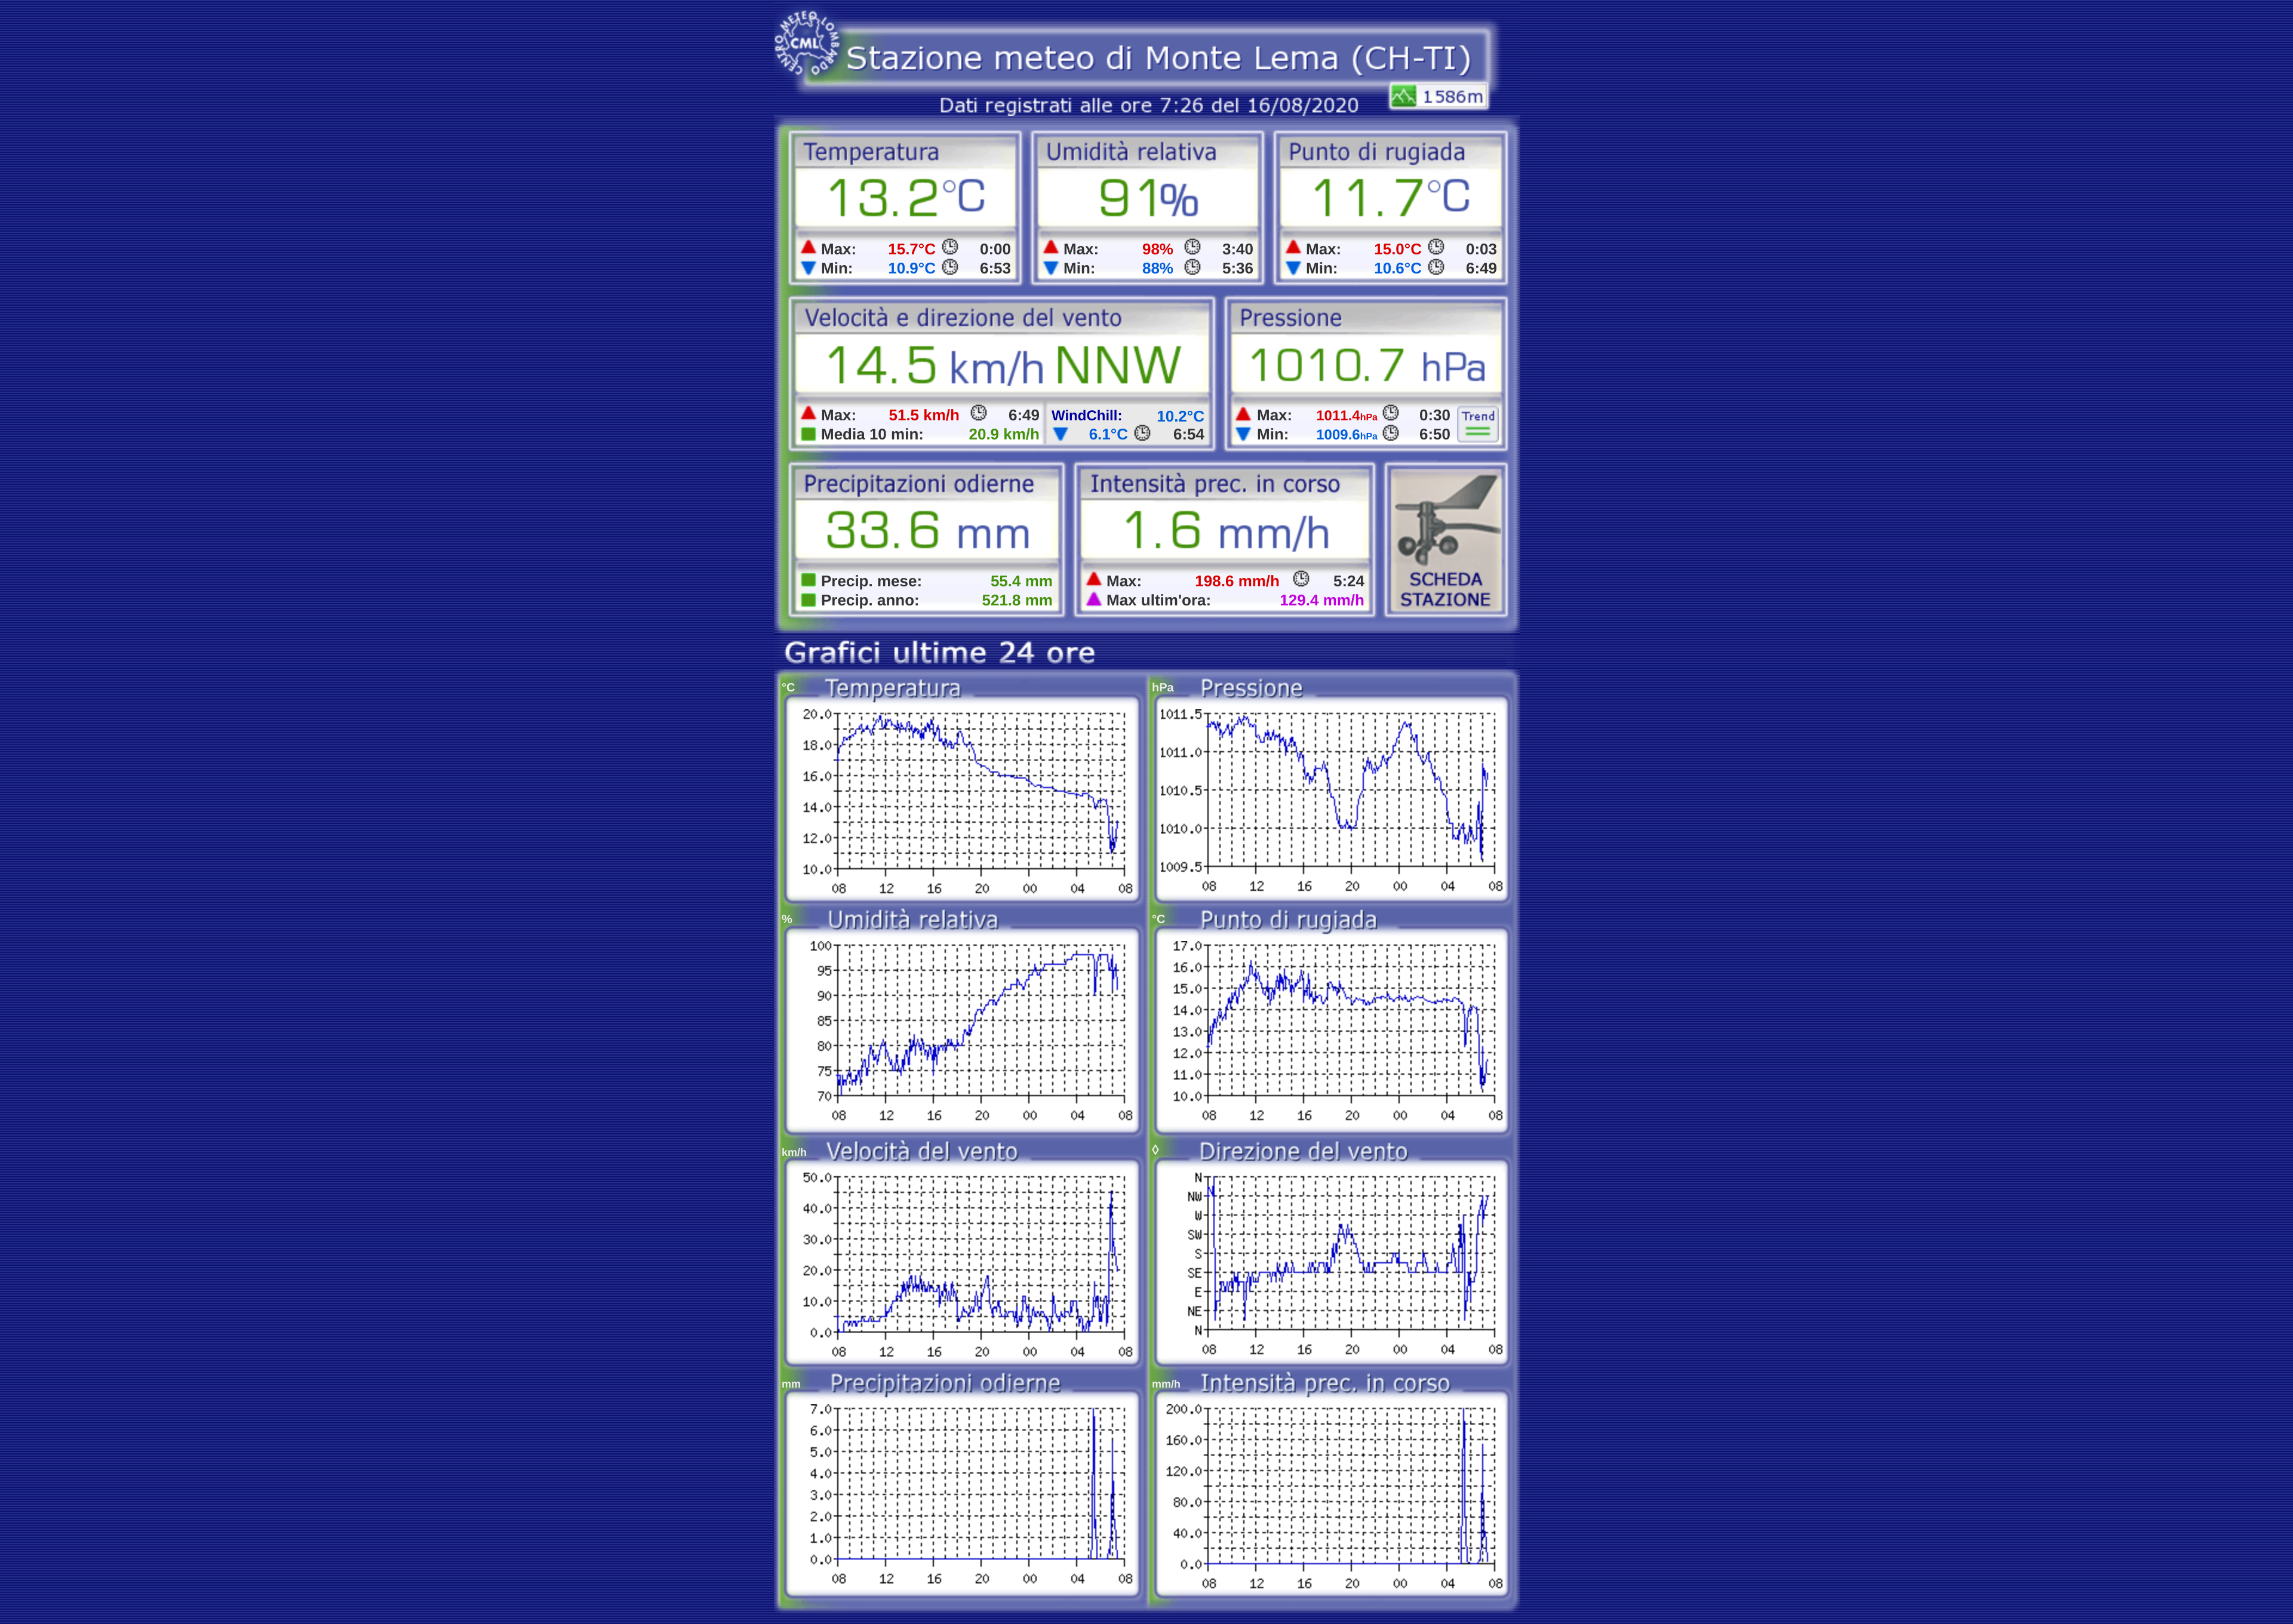 CENTRO METEO LOMBARDO
CML
Stazione meteo di Monte Lema (CH-TI)
1586m
Dati registrati alle ore 7:26 del 16/08/2020
Temperatura
13.2°C
Max: 15.7°C 0:00
Min: 10.9°C 6:53
Umidità relativa
91%
Max: 98% 3:40
Min: 88% 5:36
Punto di rugiada
11.7°C
Max: 15.0°C 0:03
Min: 10.6°C 6:49
Velocità e direzione del vento
14.5 km/h NNW
Max: 51.5 km/h 6:49
Media 10 min: 20.9 km/h
WindChill: 10.2°C
6.1°C 6:54
Pressione
1010.7 hPa
Max: 1011.4hPa 0:30
Min: 1009.6hPa 6:50
Trend
Precipitazioni odierne
33.6 mm
Precip. mese: 55.4 mm
Precip. anno: 521.8 mm
Intensità prec. in corso
1.6 mm/h
Max: 198.6 mm/h 5:24
Max ultim'ora: 129.4 mm/h
SCHEDA
STAZIONE
Grafici ultime 24 ore
°C Temperatura
20.0
18.0
16.0
14.0
12.0
10.0
08 12 16 20 00 04 08
hPa Pressione
1011.5
1011.0
1010.5
1010.0
1009.5
08 12 16 20 00 04 08
% Umidità relativa
100
95
90
85
80
75
70
08 12 16 20 00 04 08
°C Punto di rugiada
17.0
16.0
15.0
14.0
13.0
12.0
11.0
10.0
08 12 16 20 00 04 08
km/h Velocità del vento
50.0
40.0
30.0
20.0
10.0
0.0
08 12 16 20 00 04 08
◊ Direzione del vento
N
NW
W
SW
S
SE
E
NE
N
08 12 16 20 00 04 08
mm Precipitazioni odierne
7.0
6.0
5.0
4.0
3.0
2.0
1.0
0.0
08 12 16 20 00 04 08
mm/h Intensità prec. in corso
200.0
160.0
120.0
80.0
40.0
0.0
08 12 16 20 00 04 08